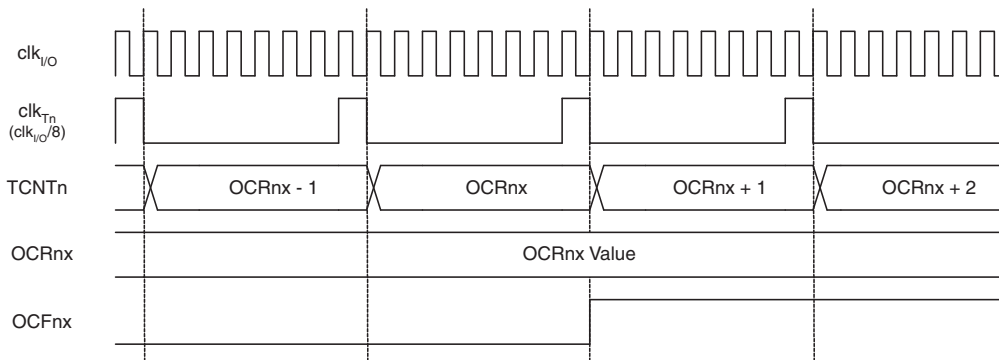 clkI/O
clkTn
(clkI/O/8)
TCNTn OCRnx - 1 OCRnx OCRnx + 1 OCRnx + 2
OCRnx OCRnx Value
OCFnx